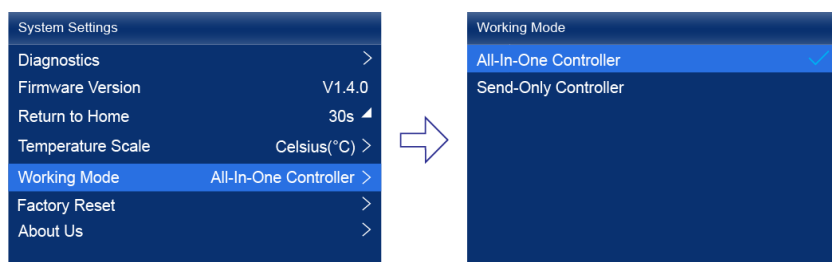 System Settings
Diagnostics >
Firmware Version V1.4.0
Return to Home 30s
Temperature Scale Celsius(°C) >
Working Mode All-In-One Controller >
Factory Reset >
About Us >
Working Mode
All-In-One Controller
Send-Only Controller